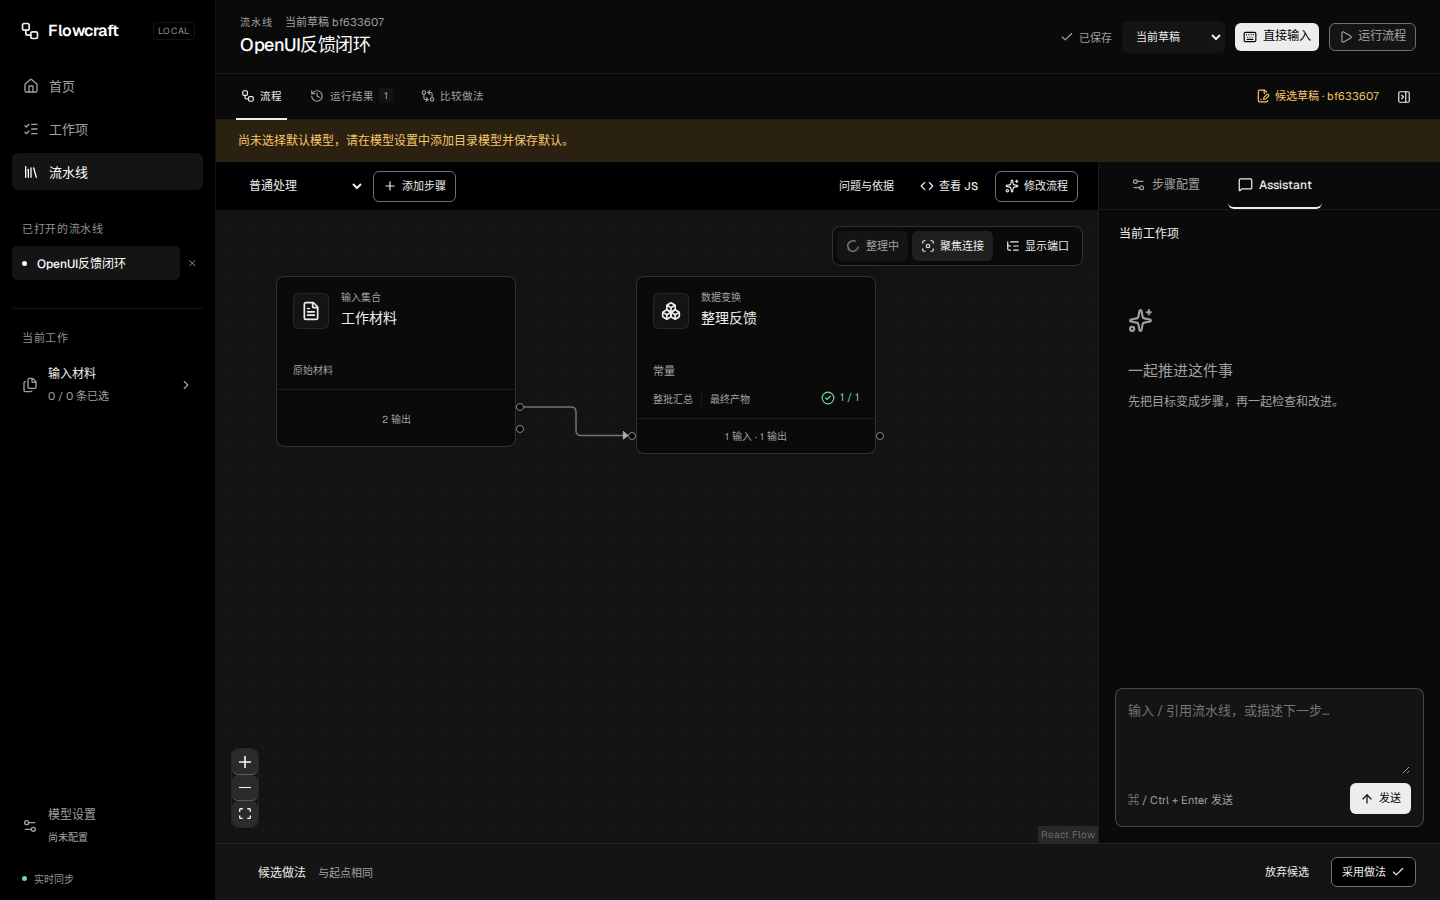 Flowcraft
LOCAL
首页
工作项
流水线
已打开的流水线
OpenUI反馈闭环
当前工作
输入材料
0 / 0 条已选
模型设置
尚未配置
实时同步
流水线 当前草稿 bf633607
OpenUI反馈闭环
已保存
当前草稿
直接输入
运行流程
流程
运行结果 1
比较做法
候选草稿 · bf633607
尚未选择默认模型，请在模型设置中添加目录模型并保存默认。
普通处理
添加步骤
问题与依据
查看 JS
修改流程
整理中
聚焦连接
显示端口
输入集合
工作材料
原始材料
2 输出
数据变换
整理反馈
常量
整批汇总
最终产物
1 / 1
1 输入 · 1 输出
React Flow
步骤配置
Assistant
当前工作项
一起推进这件事
先把目标变成步骤，再一起检查和改进。
输入 / 引用流水线，或描述下一步...
⌘ / Ctrl + Enter 发送
发送
候选做法
与起点相同
放弃候选
采用做法